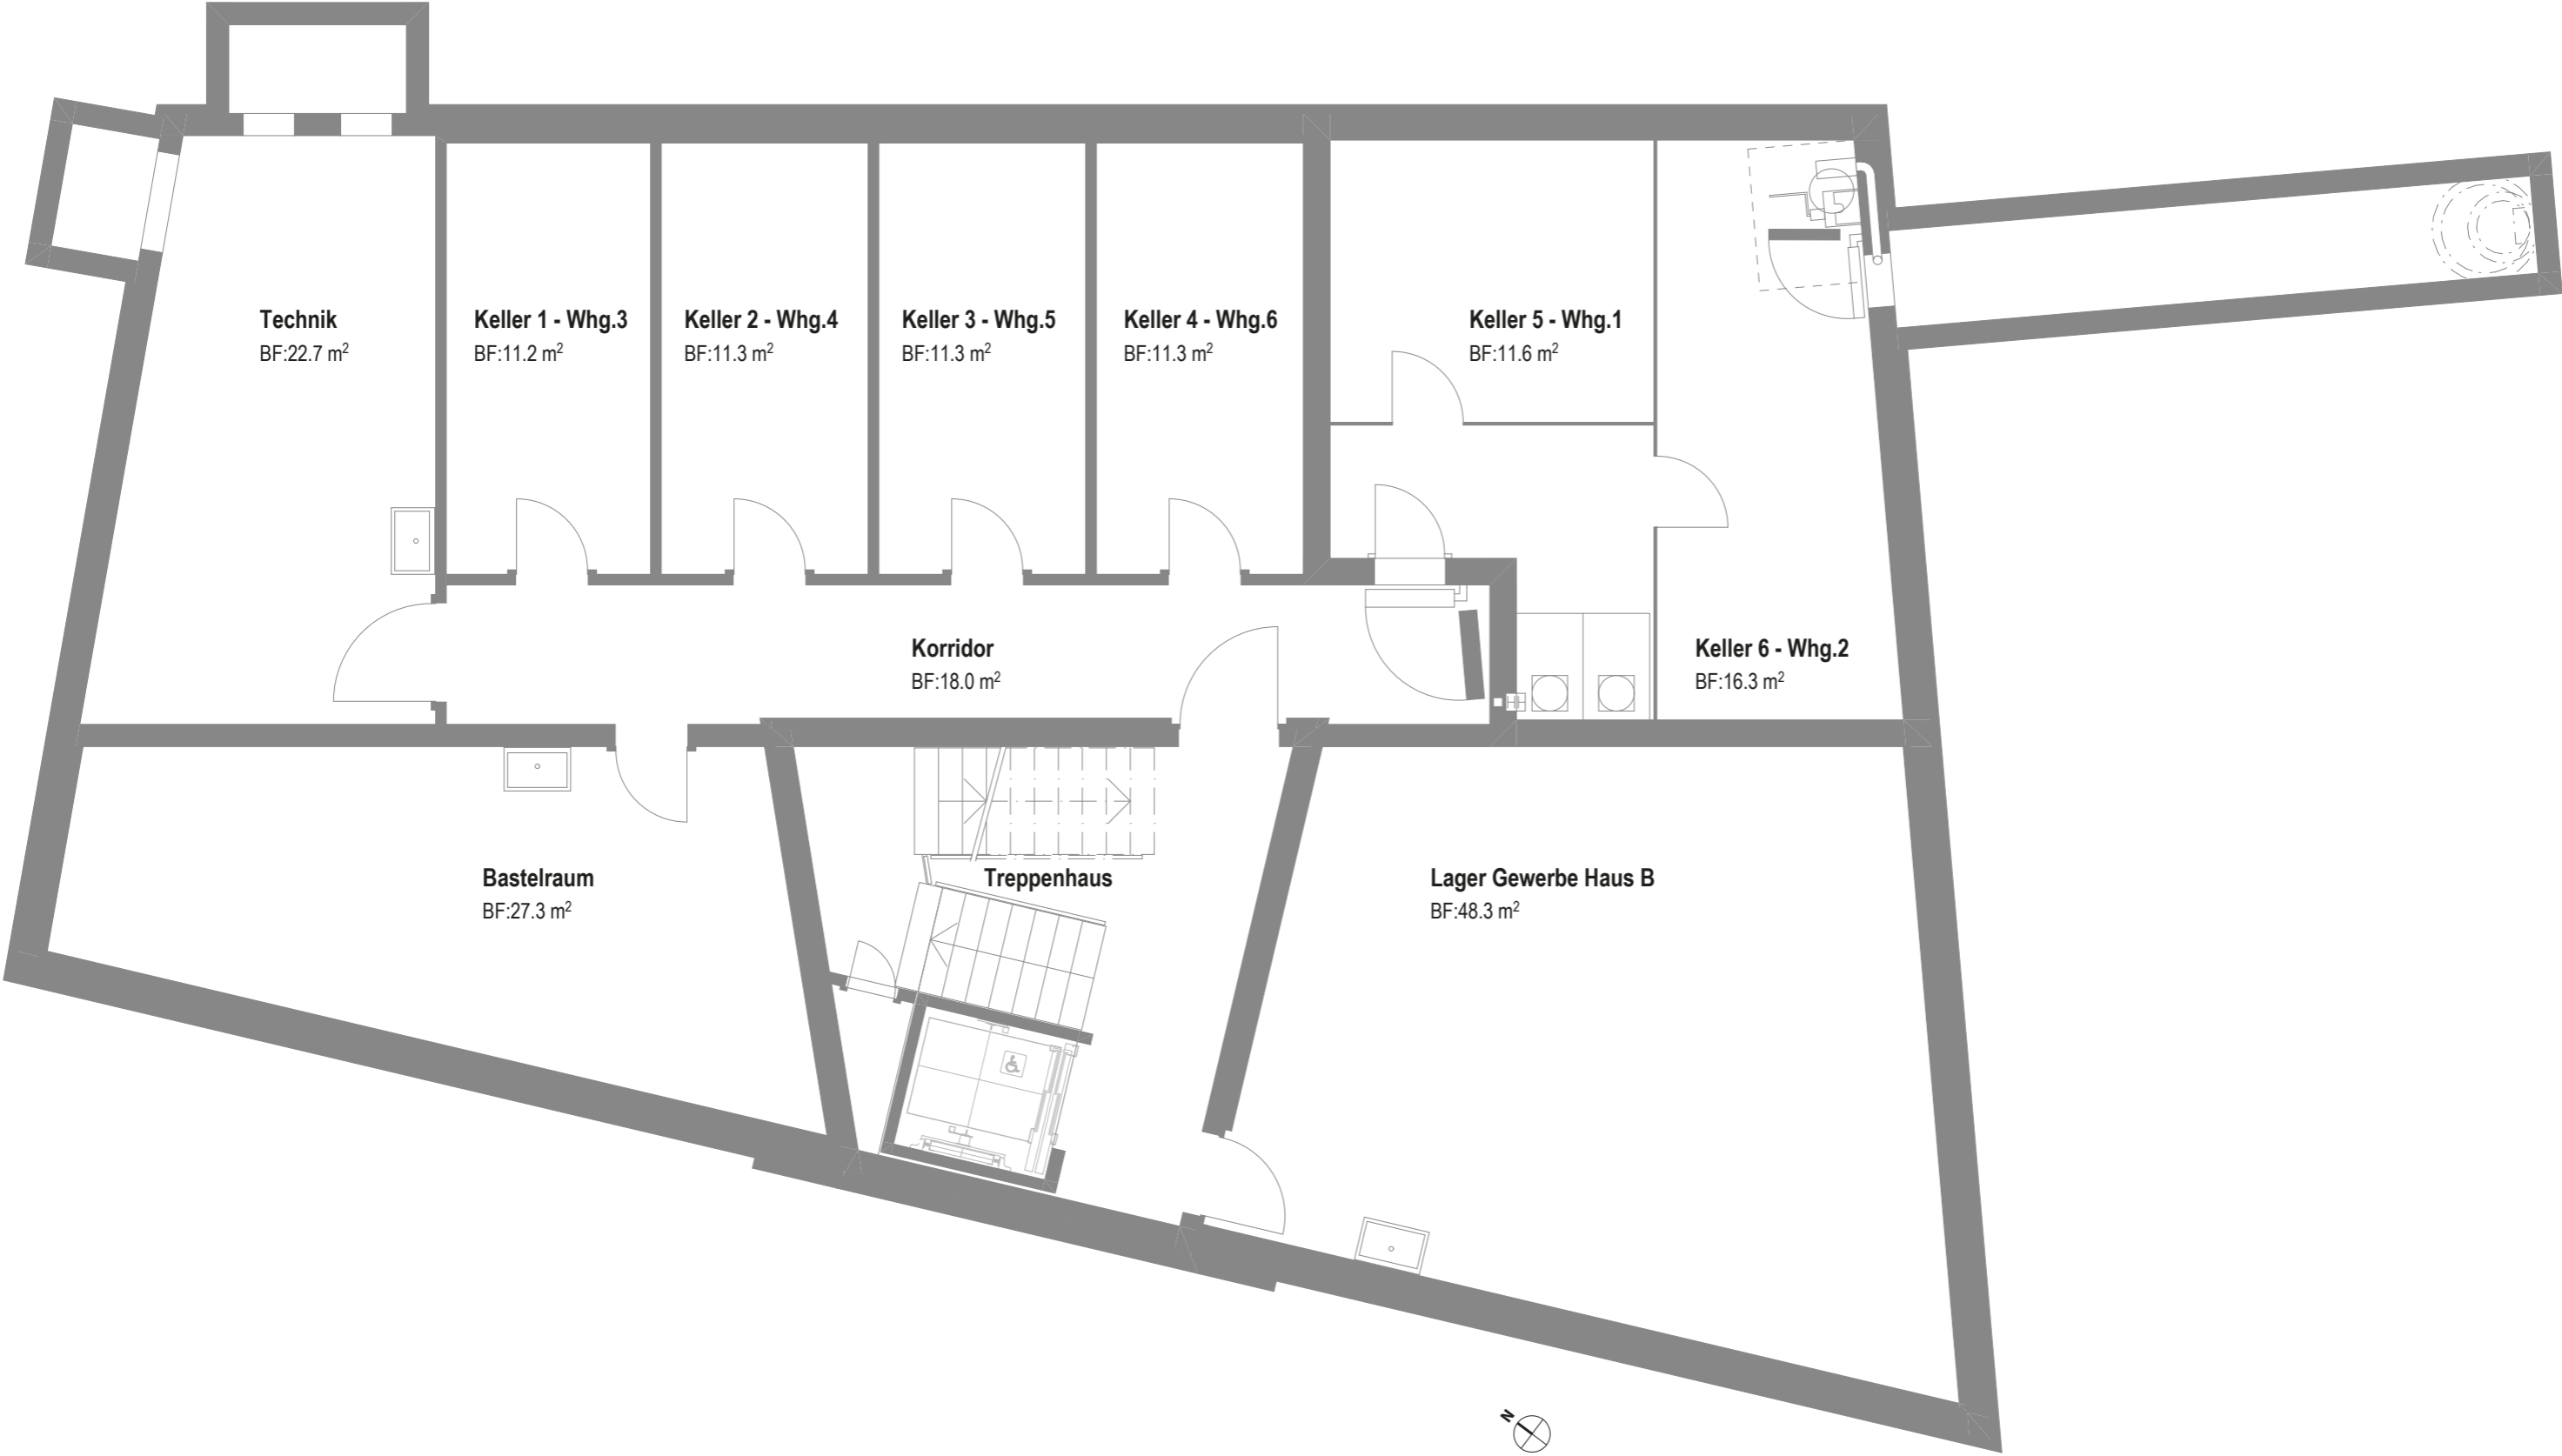 Technik
BF:22.7 m²
Keller 1 - Whg.3
BF:11.2 m²
Keller 2 - Whg.4
BF:11.3 m²
Keller 3 - Whg.5
BF:11.3 m²
Keller 4 - Whg.6
BF:11.3 m²
Keller 5 - Whg.1
BF:11.6 m²
Korridor
BF:18.0 m²
Keller 6 - Whg.2
BF:16.3 m²
Bastelraum
BF:27.3 m²
Treppenhaus
Lager Gewerbe Haus B
BF:48.3 m²
N